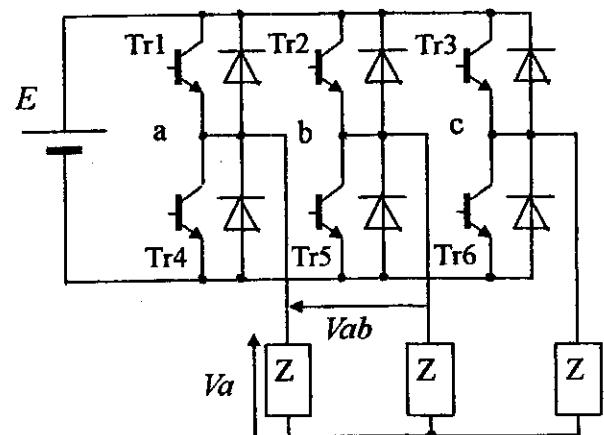 Tr1 Tr2 Tr3
E
a b c
Tr4 Tr5 Tr6
Vab
Va Z Z Z